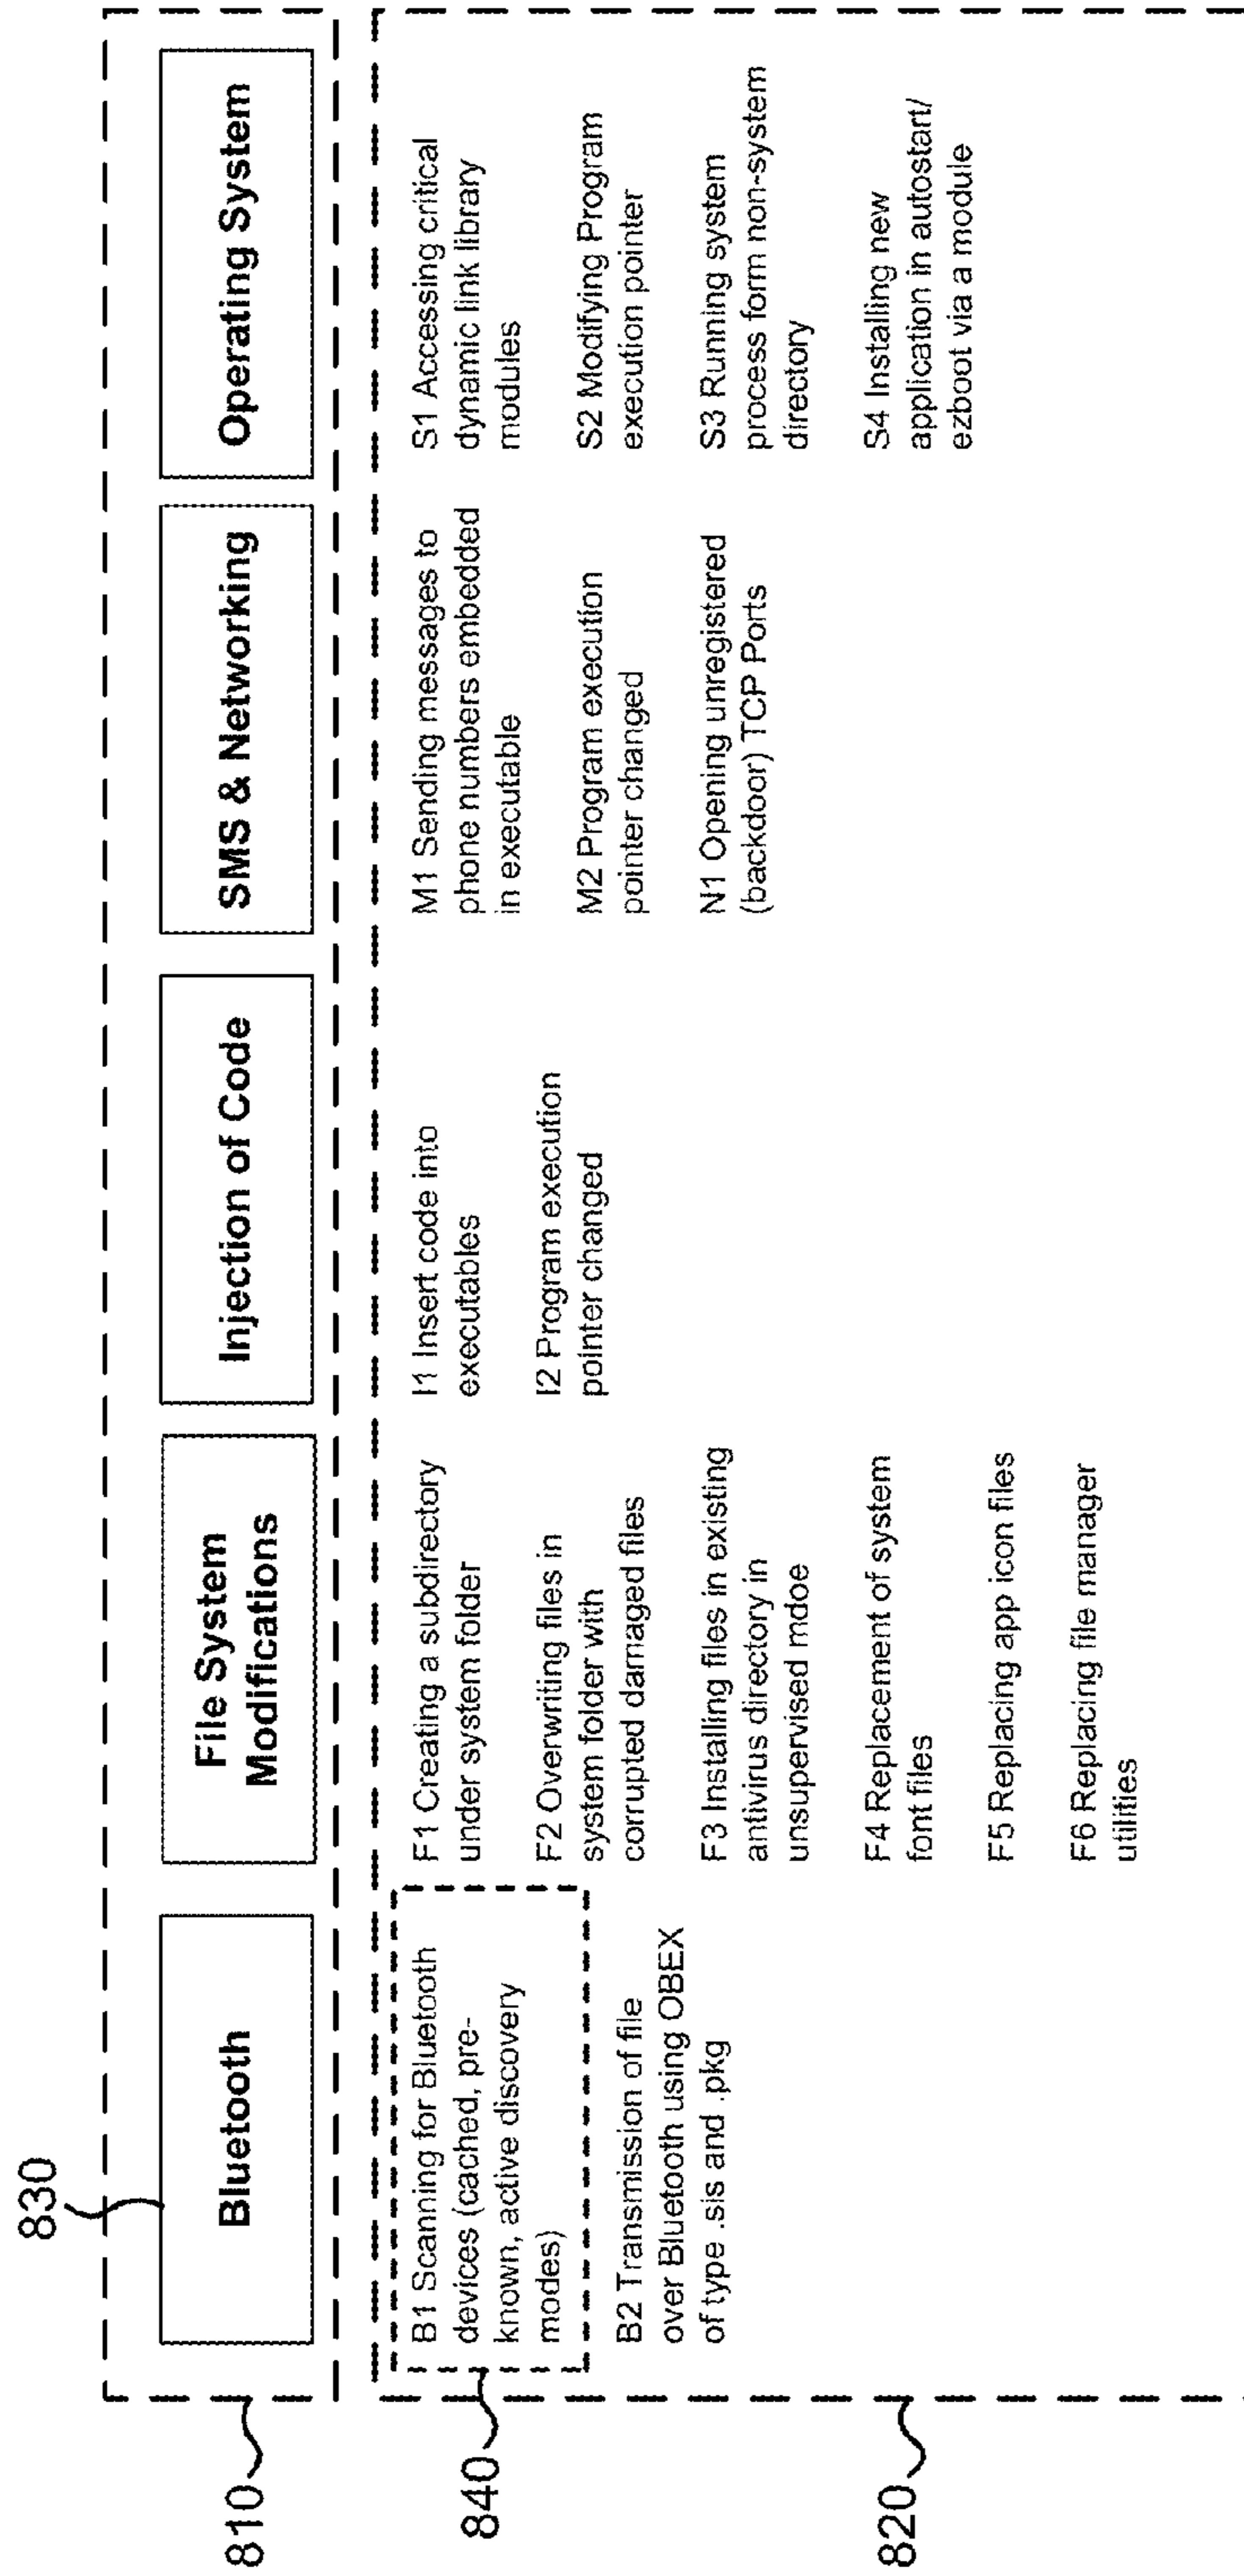 830
810
Bluetooth
File System
Modifications
Injection of Code
SMS & Networking
Operating System
840
820
B1 Scanning for Bluetooth
devices (cached, pre-
known, active discovery
modes)
B2 Transmission of file
over Bluetooth using OBEX
of type .sis and .pkg
F1 Creating a subdirectory
under system folder
F2 Overwriting files in
system folder with
corrupted damaged files
F3 Installing files in existing
antivirus directory in
unsupervised mdoe
F4 Replacement of system
font files
F5 Replacing app icon files
F6 Replacing file manager
utilities
I1 Insert code into
executables
I2 Program execution
pointer changed
M1 Sending messages to
phone numbers embedded
in executable
M2 Program execution
pointer changed
N1 Opening unregistered
(backdoor) TCP Ports
S1 Accessing critical
dynamic link library
modules
S2 Modifying Program
execution pointer
S3 Running system
process form non-system
directory
S4 Installing new
application in autostart/
ezboot via a module